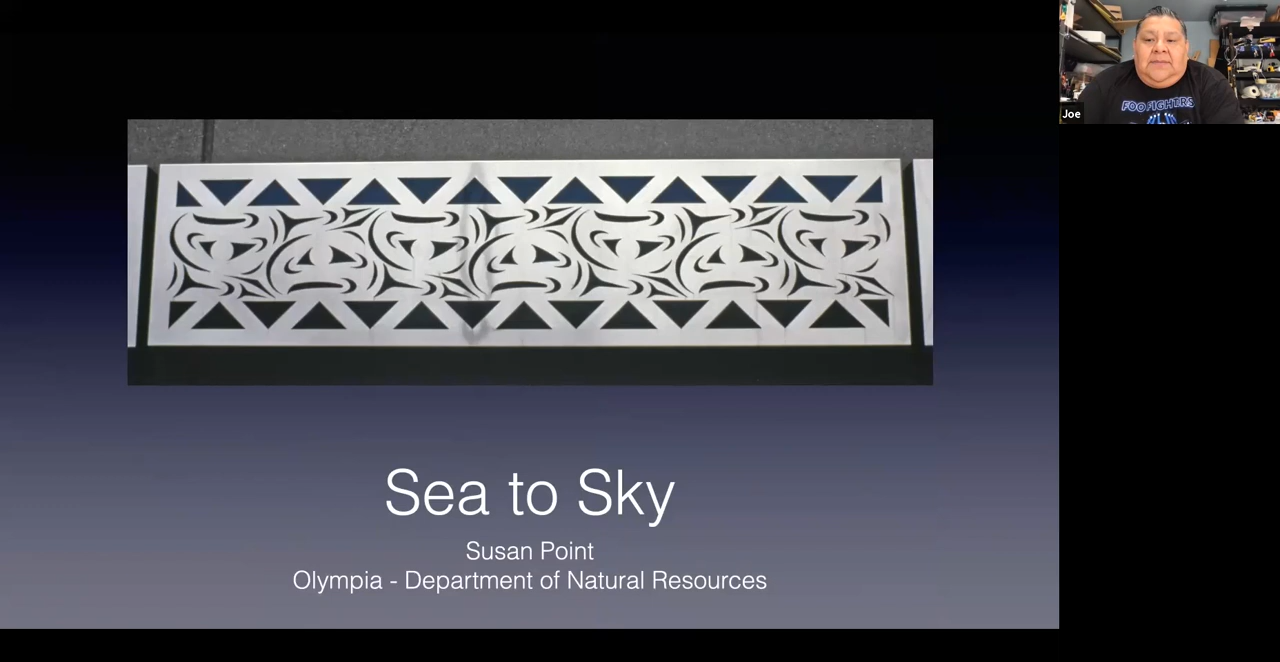 Joe
FOO FIGHTERS
Sea to Sky
Susan Point
Olympia - Department of Natural Resources